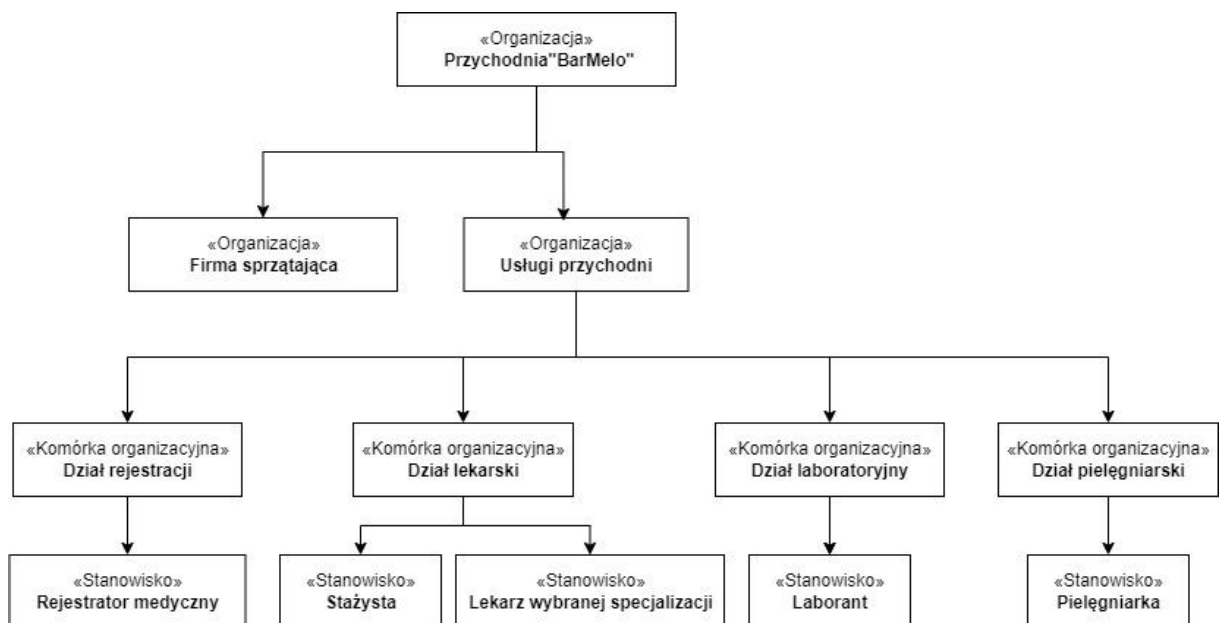 «Organizacja»
Przychodnia"BarMelo"
«Organizacja»
Firma sprzątająca
«Organizacja»
Usługi przychodni
«Komórka organizacyjna»
Dział rejestracji
«Komórka organizacyjna»
Dział lekarski
«Komórka organizacyjna»
Dział laboratoryjny
«Komórka organizacyjna»
Dział pielęgniarski
«Stanowisko»
Rejestrator medyczny
«Stanowisko»
Stażysta
«Stanowisko»
Lekarz wybranej specjalizacji
«Stanowisko»
Laborant
«Stanowisko»
Pielęgniarka